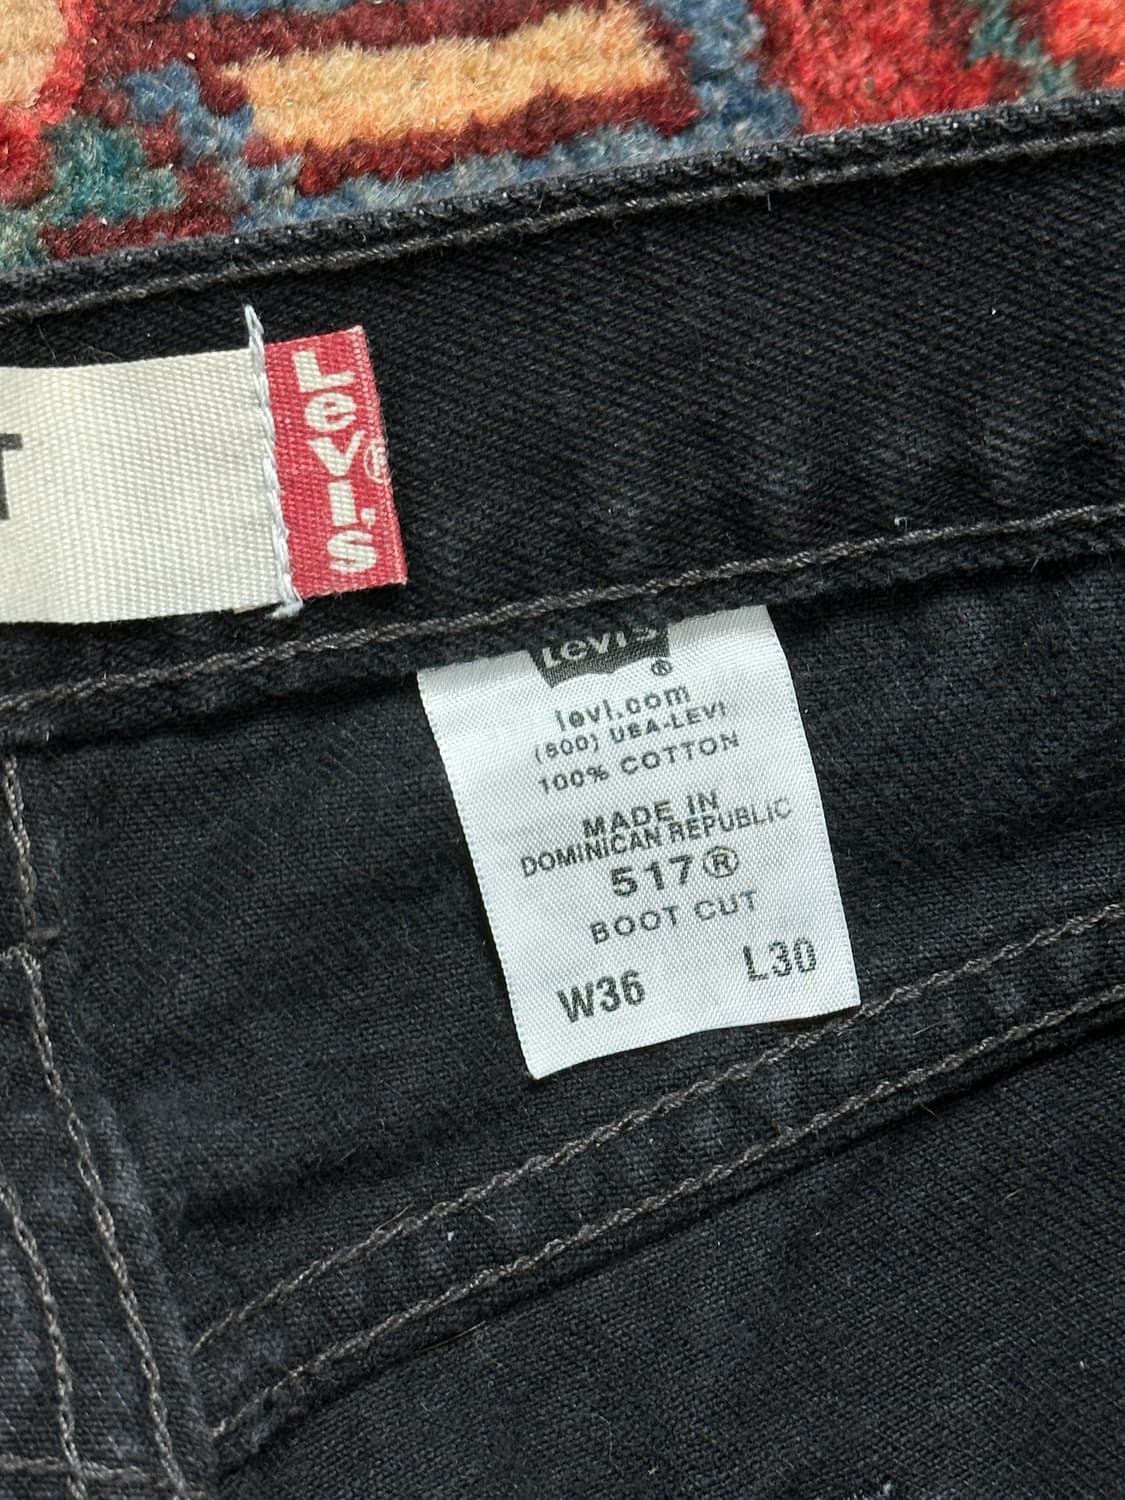 T
LEVI'S®
Levi's
®
levi.com
(800) USA-LEVI
100% COTTON
MADE IN
DOMINICAN REPUBLIC
517®
BOOT CUT
W36 L30